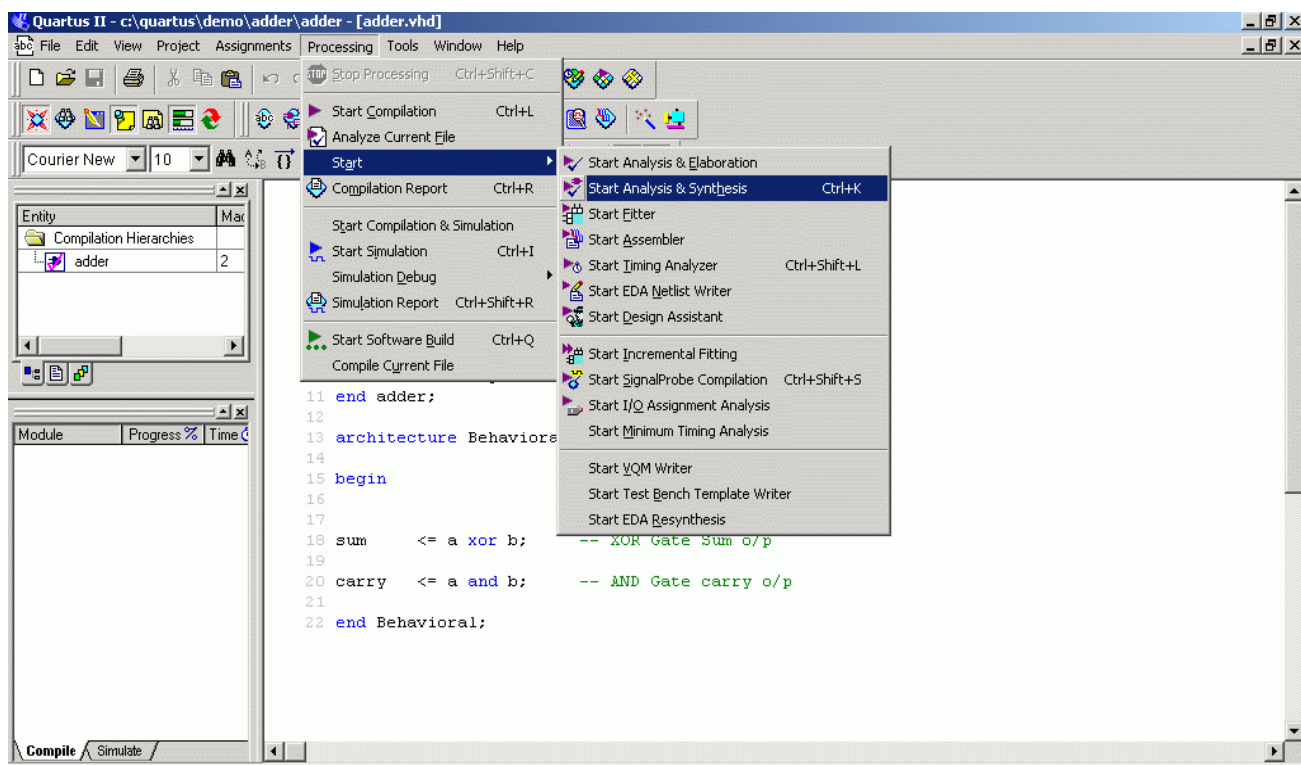 Quartus II - c:\quartus\demo\adder\adder - [adder.vhd]
File Edit View Project Assignments Processing Tools Window Help
Stop Processing Ctrl+Shift+C
Start Compilation Ctrl+L
Analyze Current File
Start
Compilation Report Ctrl+R
Start Compilation & Simulation
Start Simulation Ctrl+I
Simulation Debug
Simulation Report Ctrl+Shift+R
Start Software Build Ctrl+Q
Compile Current File
Start Analysis & Elaboration
Start Analysis & Synthesis Ctrl+K
Start Fitter
Start Assembler
Start Timing Analyzer Ctrl+Shift+L
Start EDA Netlist Writer
Start Design Assistant
Start Incremental Fitting
Start SignalProbe Compilation Ctrl+Shift+S
Start I/O Assignment Analysis
Start Minimum Timing Analysis
Start VQM Writer
Start Test Bench Template Writer
Start EDA Resynthesis
Courier New 10
Entity Mac
Compilation Hierarchies
adder 2
Module Progress % Time
11 end adder;
12
13 architecture Behaviora
14
15 begin
16
17
18 sum <= a xor b; -- XOR Gate Sum o/p
19
20 carry <= a and b; -- AND Gate carry o/p
21
22 end Behavioral;
Compile Simulate